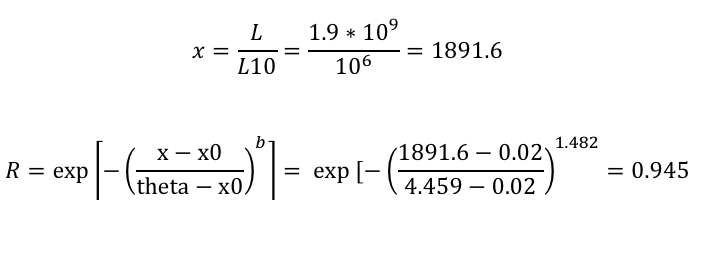 x = L/L10 = 1.9 * 10^9/10^6 = 1891.6
R = exp [−((x − x0)/(theta − x0))^b] = exp [−((1891.6 − 0.02)/(4.459 − 0.02))^1.482 = 0.945